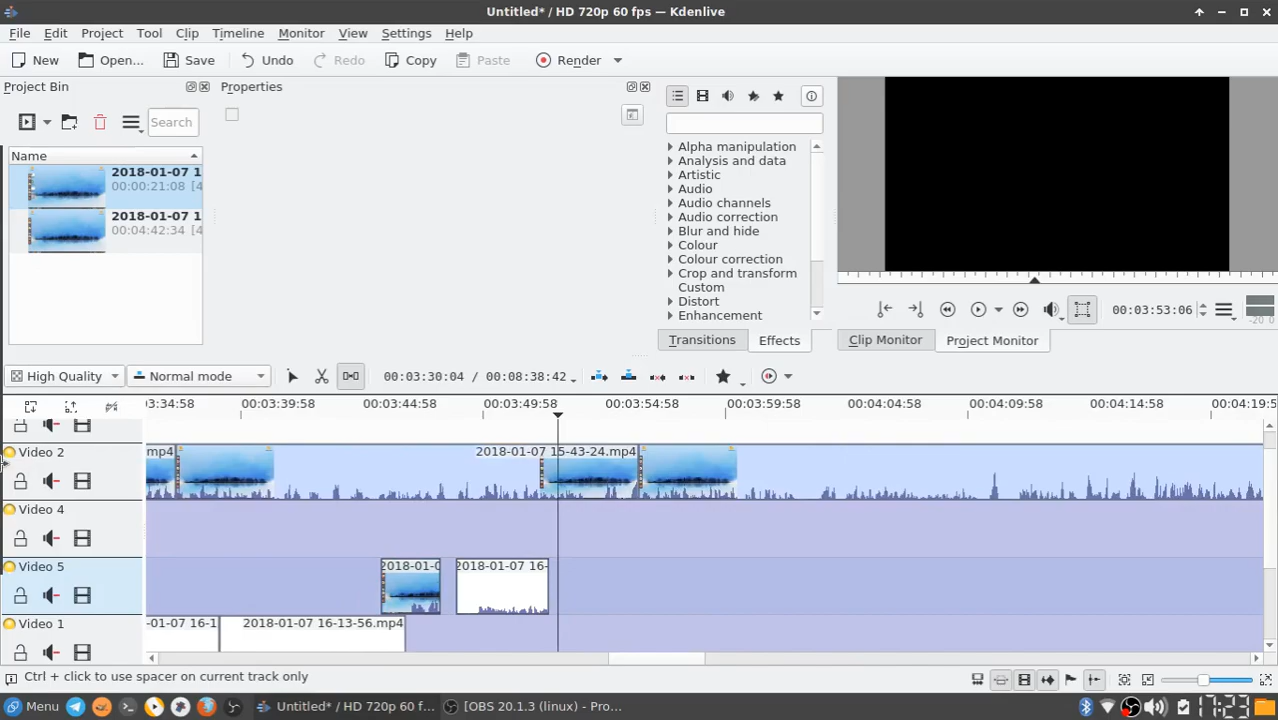 Untitled* / HD 720p 60 fps — Kdenlive
File Edit Project Tool Clip Timeline Monitor View Settings Help
New Open... Save Undo Redo Copy Paste Render
Project Bin Properties
Search
Name
2018-01-07 1
00:00:21:08 [4
2018-01-07 1
00:04:42:34 [4
Alpha manipulation
Analysis and data
Artistic
Audio
Audio channels
Audio correction
Blur and hide
Colour
Colour correction
Crop and transform
Custom
Distort
Enhancement
Transitions Effects
00:03:53:06
-20 0
Clip Monitor Project Monitor
High Quality Normal mode 00:03:30:04 / 00:08:38:42
:03:34:58 00:03:39:58 00:03:44:58 00:03:49:58 00:03:54:58 00:03:59:58 00:04:04:58 00:04:09:58 00:04:14:58 00:04:19:5
Video 2 mp4 2018-01-07 15-43-24.mp4
Video 4
Video 5 2018-01-0 2018-01-07 16-
Video 1 -01-07 16-1 2018-01-07 16-13-56.mp4
Ctrl + click to use spacer on current track only
Menu Untitled* / HD 720p 60 f... [OBS 20.1.3 (linux) - Pro... 17:23